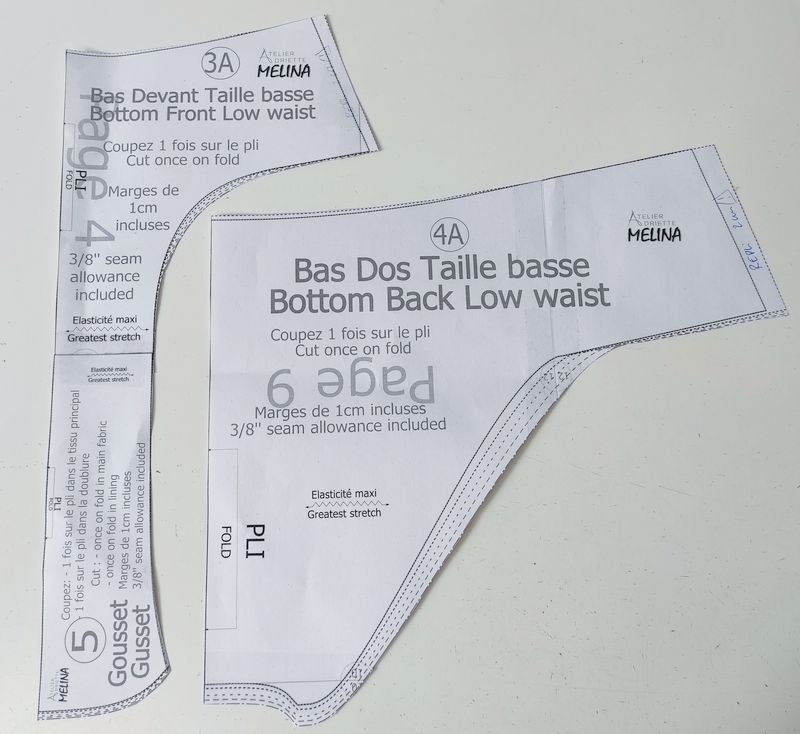 3A
ATELIER
ADRIETTE
MELINA
Bas Devant Taille basse
Bottom Front Low waist
Coupez 1 fois sur le pli
Cut once on fold
Page 4
PLI
FOLD
Marges de
1cm
incluses
3/8" seam
allowance
included
Elasticité maxi
Greatest stretch
Elasticité maxi
Greatest stretch
PLI
FOLD
Coupez: - 1 fois sur le pli dans le tissu principal
- 1 fois sur le pli dans la doublure
Cut : - once on fold in main fabric
- once on fold in lining
Marges de 1cm incluses
3/8" seam allowance included
5
Gousset
Gusset
MELINA
4A
ATELIER
ADRIETTE
MELINA
REPLI 2cm
Bas Dos Taille basse
Bottom Back Low waist
Coupez 1 fois sur le pli
Cut once on fold
Page 9
Marges de 1cm incluses
3/8" seam allowance included
Elasticité maxi
Greatest stretch
PLI
FOLD